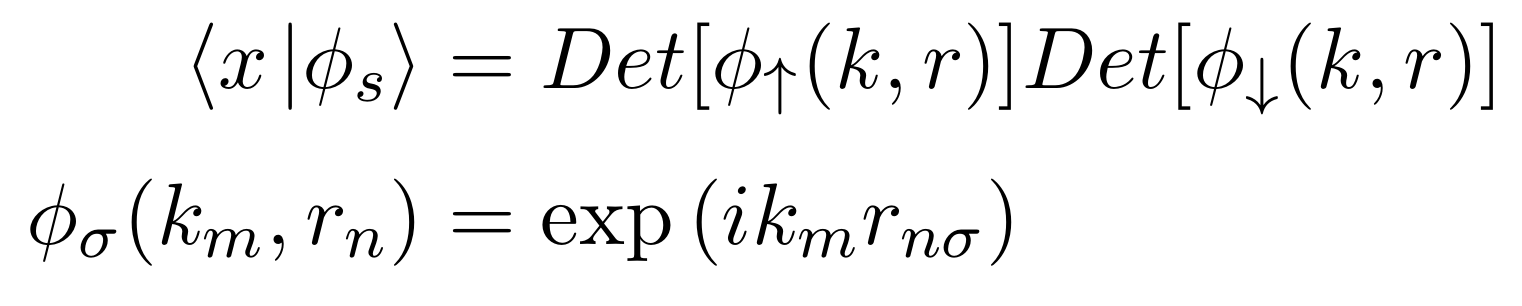 ⟨x|ϕ_s⟩ = Det[ϕ_↑(k, r)]Det[ϕ_↓(k, r)]
ϕ_σ(k_m, r_n) = exp (ik_m r_{nσ})